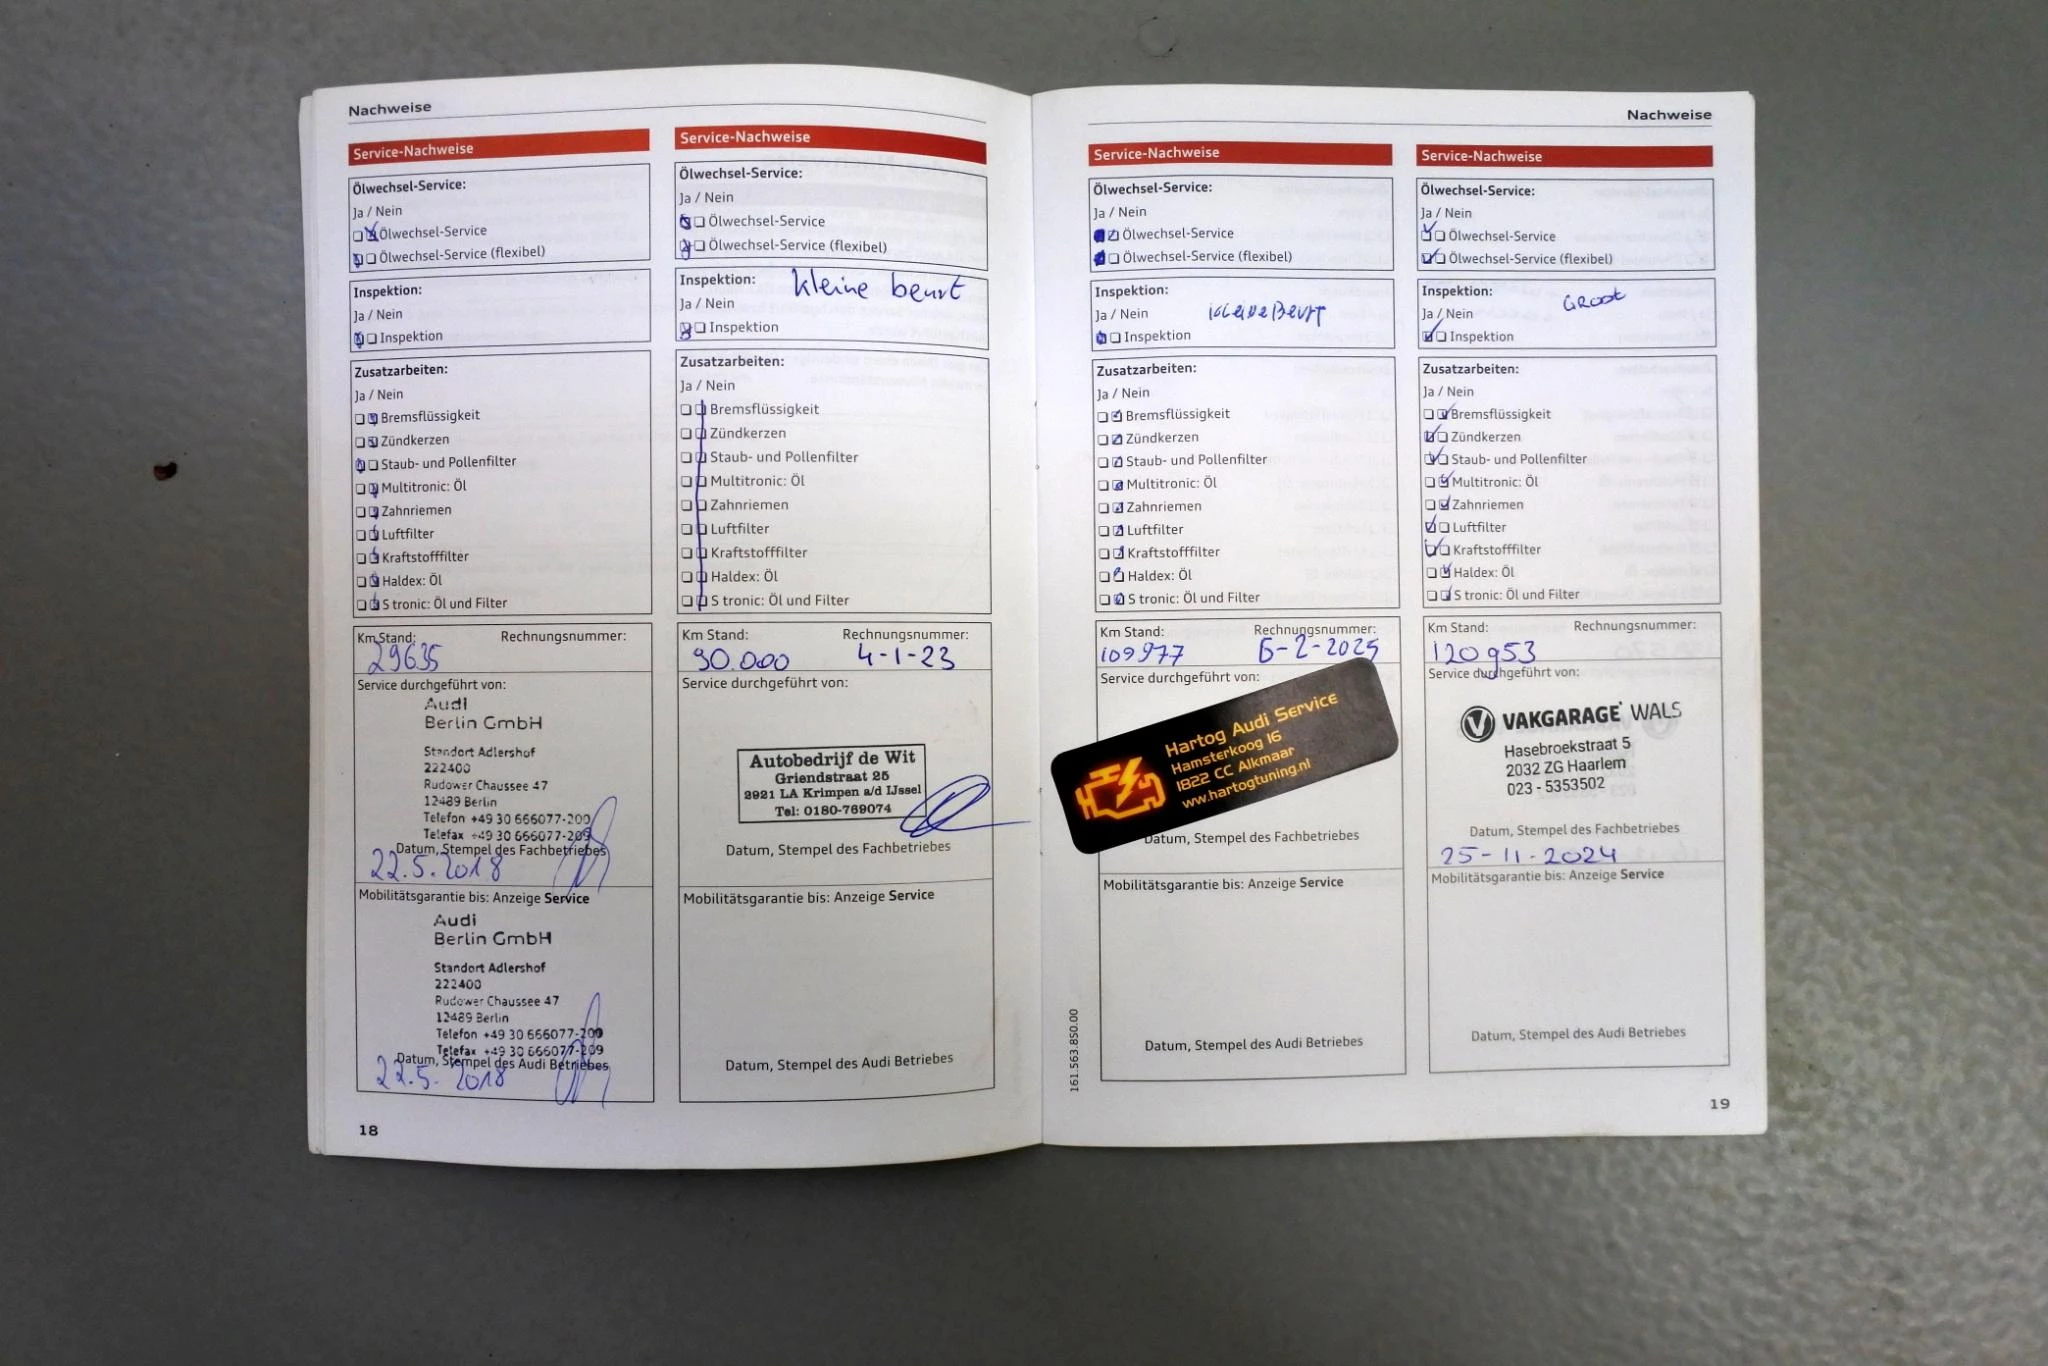 Nachweise
Service-Nachweise
Ölwechsel-Service:
Ja / Nein
Ölwechsel-Service
Ölwechsel-Service (flexibel)
Inspektion:
Ja / Nein
Inspektion
Zusatzarbeiten:
Ja / Nein
Bremsflüssigkeit
Zündkerzen
Staub- und Pollenfilter
Multitronic: Öl
Zahnriemen
Luftfilter
Kraftstofffilter
Haldex: Öl
S tronic: Öl und Filter
Km Stand: Rechnungsnummer:
29635
Service durchgeführt von:
Audi
Berlin GmbH
Standort Adlershof
222400
Rudower Chaussee 47
12489 Berlin
Telefon +49 30 666077-200
Telefax +49 30 666077-209
Datum, Stempel des Fachbetriebes
22.5.2018
Mobilitätsgarantie bis: Anzeige Service
Audi
Berlin GmbH
Standort Adlershof
222400
Rudower Chaussee 47
12489 Berlin
Telefon +49 30 666077-200
Telefax +49 30 666077-209
Datum, Stempel des Audi Betriebes
22.5.2018
18
Service-Nachweise
Ölwechsel-Service:
Ja / Nein
Ölwechsel-Service
Ölwechsel-Service (flexibel)
Inspektion: kleine beurt
Ja / Nein
Inspektion
Zusatzarbeiten:
Ja / Nein
Bremsflüssigkeit
Zündkerzen
Staub- und Pollenfilter
Multitronic: Öl
Zahnriemen
Luftfilter
Kraftstofffilter
Haldex: Öl
S tronic: Öl und Filter
Km Stand: Rechnungsnummer:
90.000 4-1-23
Service durchgeführt von:
Autobedrijf de Wit
Griendstraat 25
2921 LA Krimpen a/d IJssel
Tel: 0180-769074
Datum, Stempel des Fachbetriebes
Mobilitätsgarantie bis: Anzeige Service
Datum, Stempel des Audi Betriebes
Nachweise
Service-Nachweise
Ölwechsel-Service:
Ja / Nein
Ölwechsel-Service
Ölwechsel-Service (flexibel)
Inspektion:
Ja / Nein kleine Beurt
Inspektion
Zusatzarbeiten:
Ja / Nein
Bremsflüssigkeit
Zündkerzen
Staub- und Pollenfilter
Multitronic: Öl
Zahnriemen
Luftfilter
Kraftstofffilter
Haldex: Öl
S tronic: Öl und Filter
Km Stand: Rechnungsnummer:
109977 6-2-2025
Service durchgeführt von:
Hartog Audi Service
Hamsterkoog 16
1822 CC Alkmaar
www.hartogtuning.nl
Datum, Stempel des Fachbetriebes
Mobilitätsgarantie bis: Anzeige Service
Datum, Stempel des Audi Betriebes
161.563.850.00
Service-Nachweise
Ölwechsel-Service:
Ja / Nein
Ölwechsel-Service
Ölwechsel-Service (flexibel)
Inspektion: GROOT
Ja / Nein
Inspektion
Zusatzarbeiten:
Ja / Nein
Bremsflüssigkeit
Zündkerzen
Staub- und Pollenfilter
Multitronic: Öl
Zahnriemen
Luftfilter
Kraftstofffilter
Haldex: Öl
S tronic: Öl und Filter
Km Stand: Rechnungsnummer:
120953
Service durchgeführt von:
VAKGARAGE WALS
Hasebroekstraat 5
2032 ZG Haarlem
023 - 5353502
Datum, Stempel des Fachbetriebes
25-11-2024
Mobilitätsgarantie bis: Anzeige Service
Datum, Stempel des Audi Betriebes
19